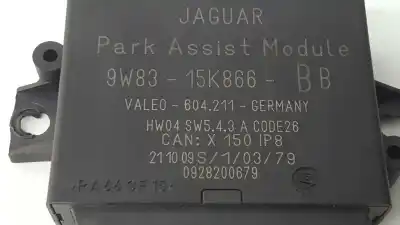 JAGUAR
Park Assist Module
9W83 - 15K866 - BB
VALEO - 604.211 - GERMANY
HW04 SW5.4.3 A CODE26
CAN: X 150 IP8
211009S/1/03/79
0928200679